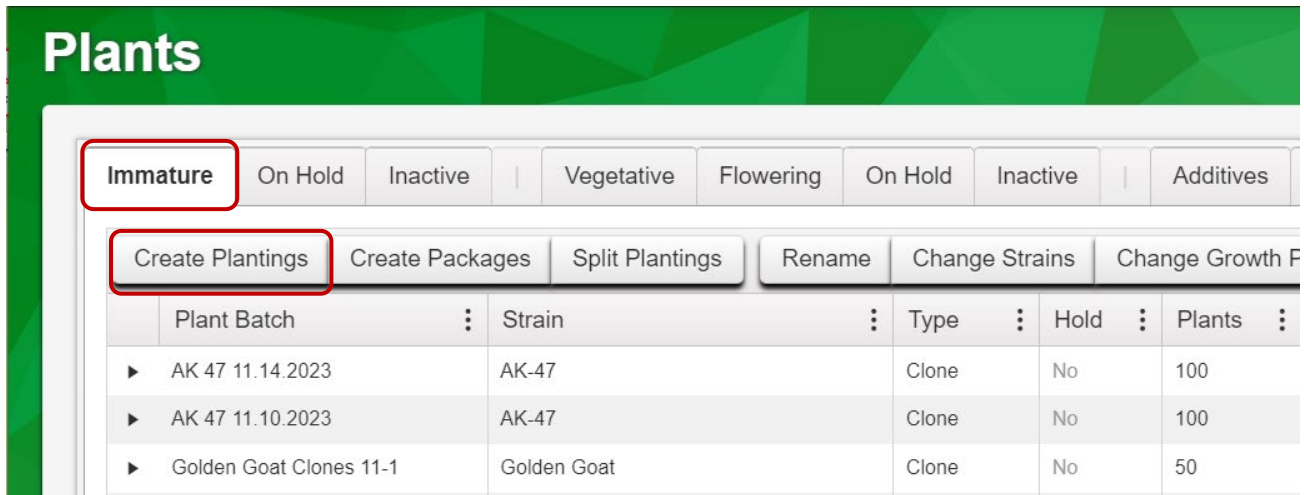 Plants
Immature On Hold Inactive | Vegetative Flowering On Hold Inactive | Additives
Create Plantings Create Packages Split Plantings Rename Change Strains Change Growth P
Plant Batch Strain Type Hold Plants
AK 47 11.14.2023 AK-47 Clone No 100
AK 47 11.10.2023 AK-47 Clone No 100
Golden Goat Clones 11-1 Golden Goat Clone No 50